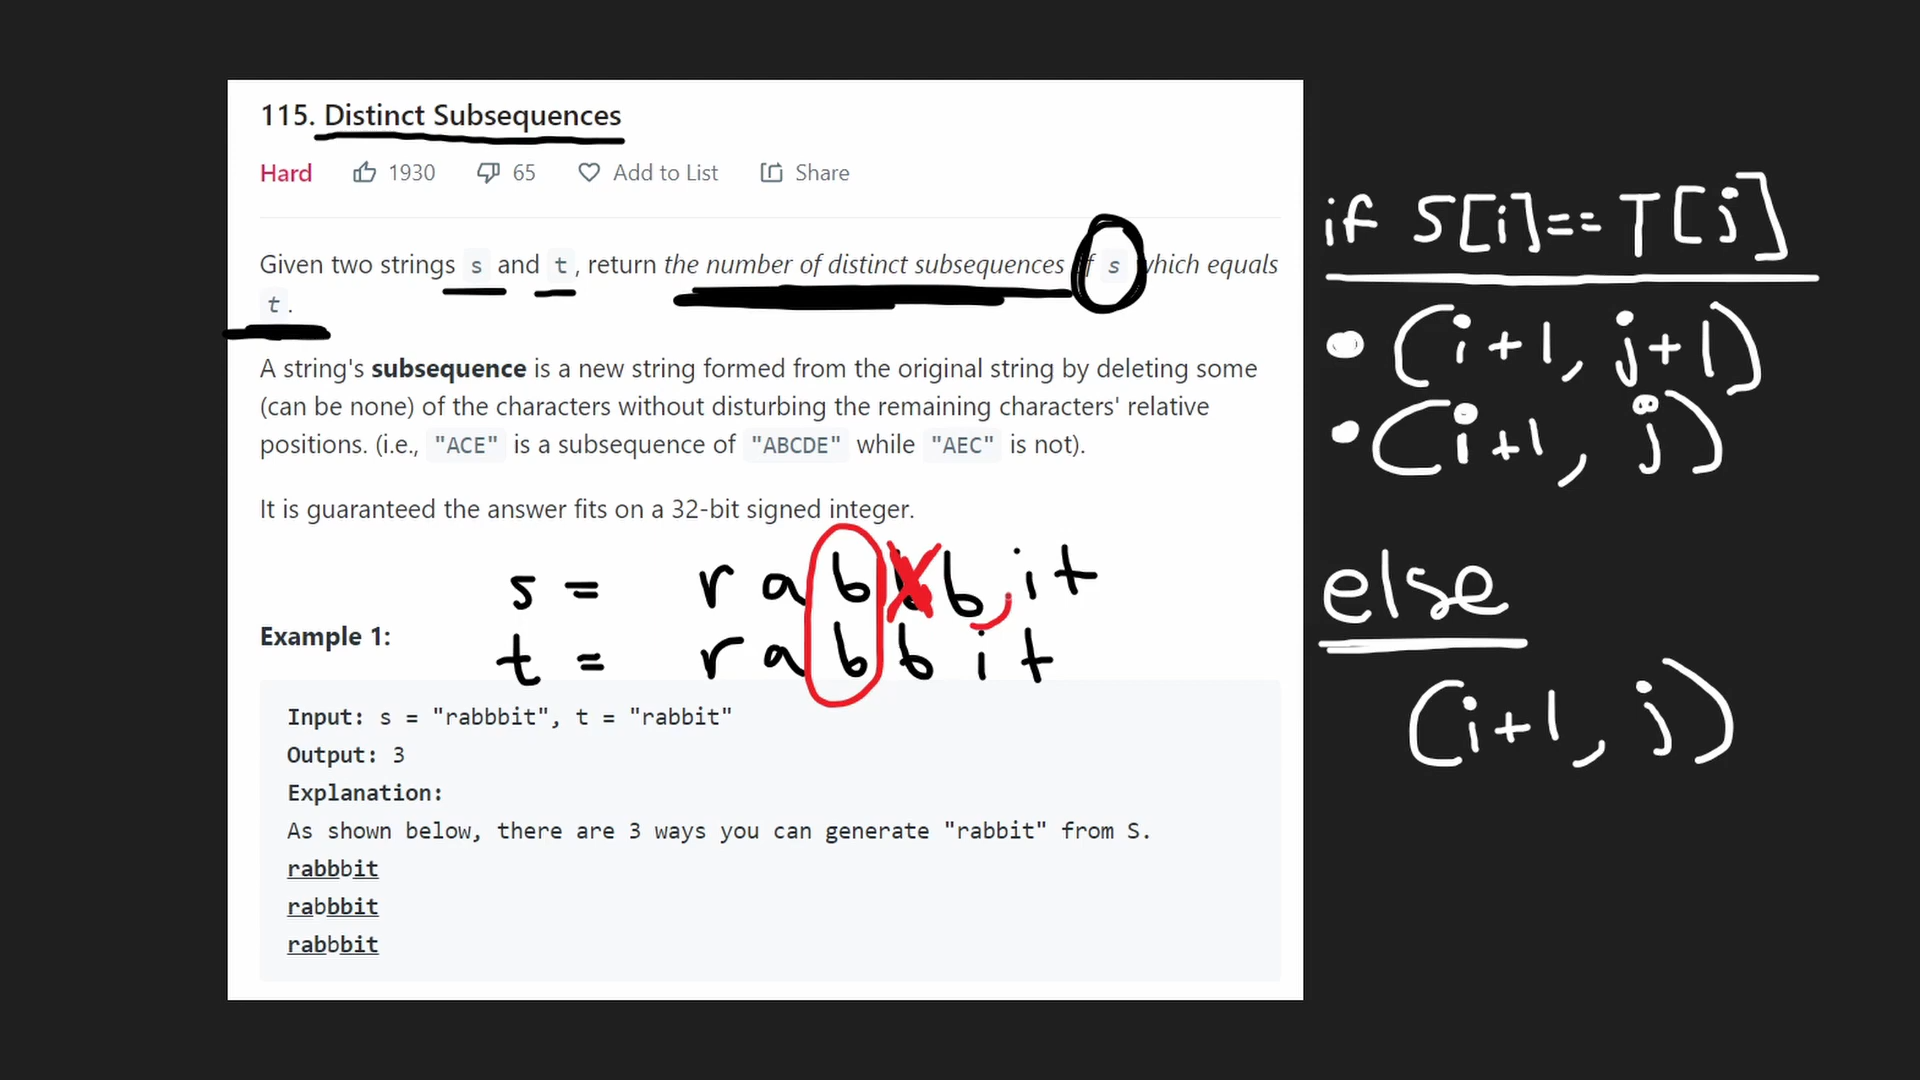 115. Distinct Subsequences
Hard 1930 65 Add to List Share
Given two strings s and t, return the number of distinct subsequences s which equals
t.
A string's subsequence is a new string formed from the original string by deleting some
(can be none) of the characters without disturbing the remaining characters' relative
positions. (i.e., "ACE" is a subsequence of "ABCDE" while "AEC" is not).
It is guaranteed the answer fits on a 32-bit signed integer.
s = r a b b b i t
Example 1:
t = r a b b i t
Input: s = "rabbbit", t = "rabbit"
Output: 3
Explanation:
As shown below, there are 3 ways you can generate "rabbit" from S.
rabbbit
rabbbit
rabbbit
if S[i]==T[j]
• (i+1, j+1)
• (i+1, j)
else
(i+1, j)